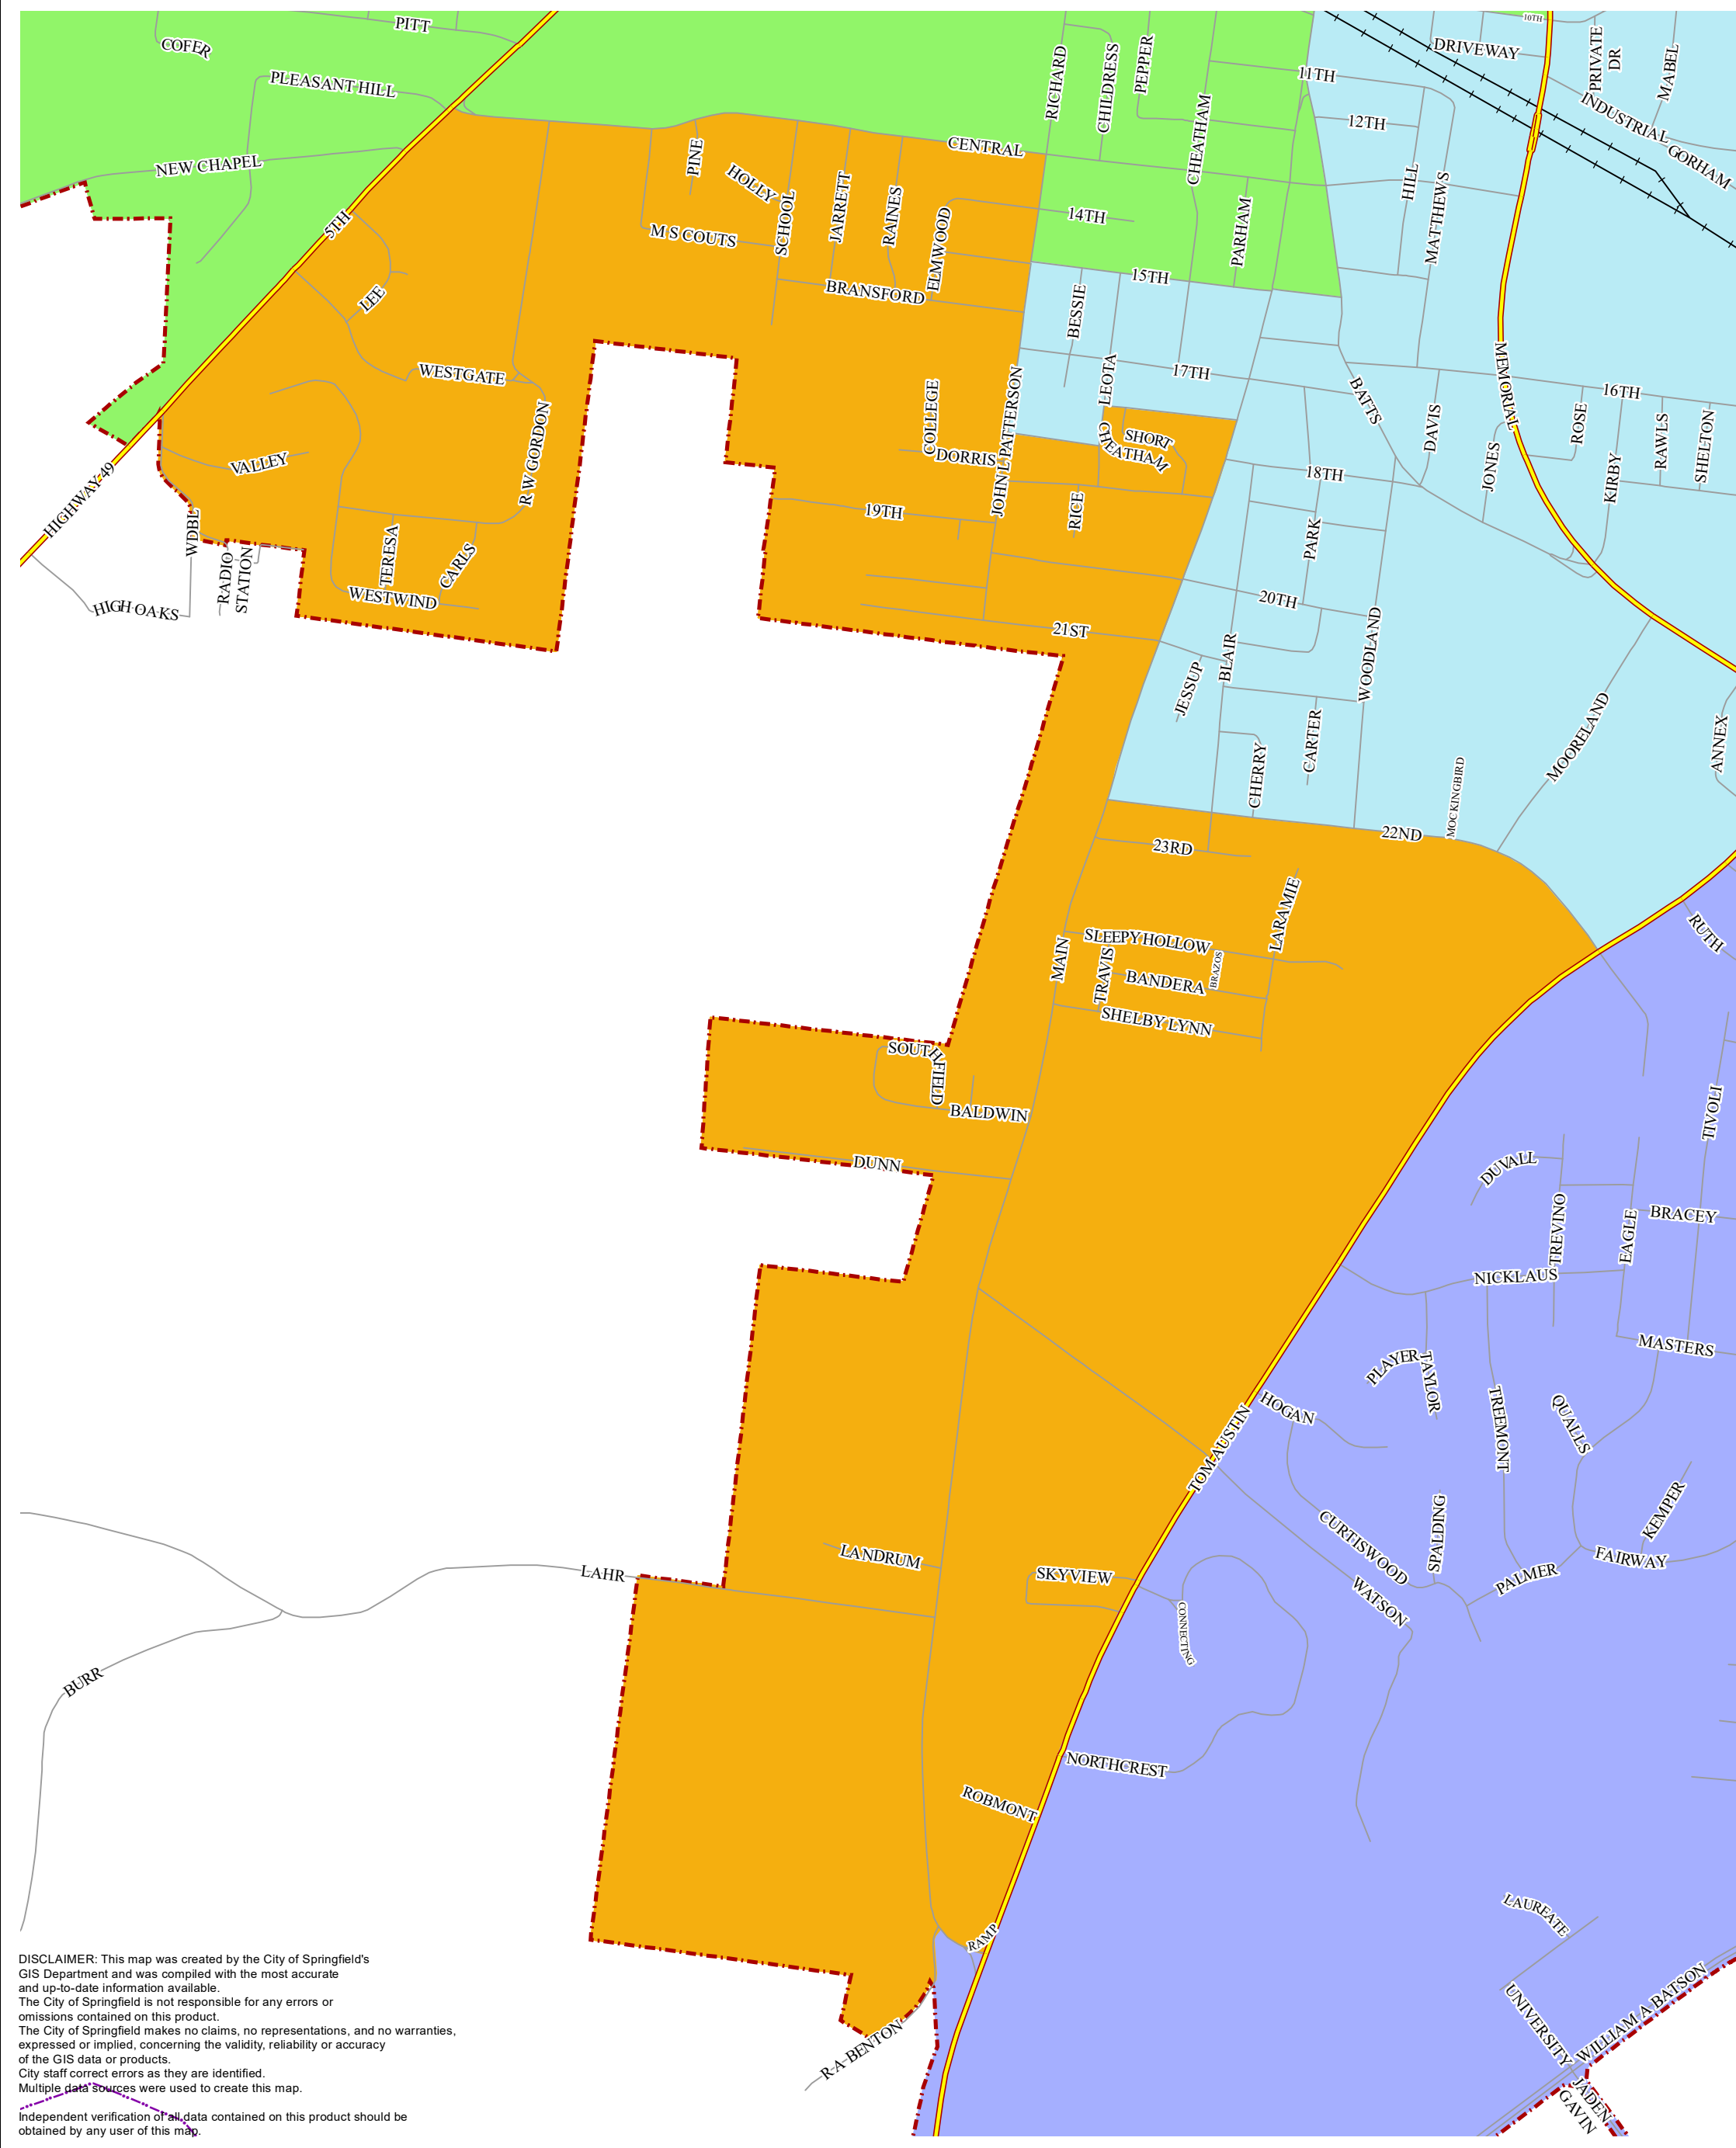 PITT
COFER
PLEASANT HILL
NEW CHAPEL
5TH
RICHARD
CHILDRESS
PEPPER
CHEATHAM
11TH
12TH
DRIVEWAY
10TH
PRIVATE
DR
MABEL
INDUSTRIAL
GORHAM
CENTRAL
PINE
HOLLY
SCHOOL
JARRETT
RAINES
ELMWOOD
M S COUTS
14TH
PARHAM
HILL
MATTHEWS
BRANSFORD
15TH
LEE
BESSIE
LEOTA
17TH
WESTGATE
COLLEGE
JOHN L PATTERSON
BATTS
MEMORIAL
16TH
R W GORDON
SHORT
CHEATHAM
DAVIS
ROSE
RAWLS
SHELTON
VALLEY
DORRIS
18TH
JONES
KIRBY
HIGHWAY 49
19TH
RICE
PARK
WDBL
RADIO
STATION
TERESA
CARLS
WESTWIND
HIGH OAKS
20TH
21ST
BLAIR
WOODLAND
JESSUP
CARTER
CHERRY
MOCKINGBIRD
MOORELAND
ANNEX
22ND
23RD
LARAMIE
RUTH
MAIN
SLEEPY HOLLOW
TRAVIS
BANDERA
BRAZOS
SHELBY LYNN
SOUTHFIELD
BALDWIN
DUNN
TIVOLI
DUVALL
TREVINO
EAGLE
BRACEY
NICKLAUS
MASTERS
PLAYER
TAYLOR
HOGAN
TREEMONT
QUALLS
TOM AUSTIN
KEMPER
CURTISWOOD
SPALDING
FAIRWAY
PALMER
WATSON
LANDRUM
LAHR
SKYVIEW
CONNECTING
BURR
NORTHCREST
ROBMONT
RAMP
LAUREATE
UNIVERSITY
WILLIAM A BATSON
JADEN
GAVIN
R A BENTON
DISCLAIMER: This map was created by the City of Springfield's
GIS Department and was compiled with the most accurate
and up-to-date information available.
The City of Springfield is not responsible for any errors or
omissions contained on this product.
The City of Springfield makes no claims, no representations, and no warranties,
expressed or implied, concerning the validity, reliability or accuracy
of the GIS data or products.
City staff correct errors as they are identified.
Multiple data sources were used to create this map.
Independent verification of all data contained on this product should be
obtained by any user of this map.